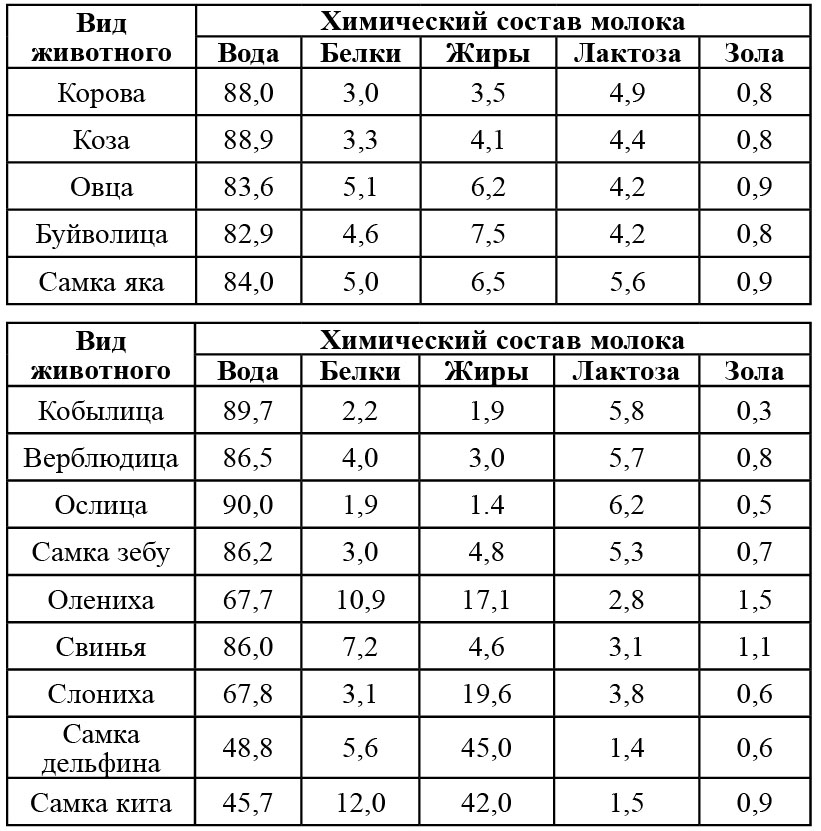 Вид животного Химический состав молока
Вода Белки Жиры Лактоза Зола
Корова 88,0 3,0 3,5 4,9 0,8
Коза 88,9 3,3 4,1 4,4 0,8
Овца 83,6 5,1 6,2 4,2 0,9
Буйволица 82,9 4,6 7,5 4,2 0,8
Самка яка 84,0 5,0 6,5 5,6 0,9
Вид животного Химический состав молока
Вода Белки Жиры Лактоза Зола
Кобылица 89,7 2,2 1,9 5,8 0,3
Верблюдица 86,5 4,0 3,0 5,7 0,8
Ослица 90,0 1,9 1.4 6,2 0,5
Самка зебу 86,2 3,0 4,8 5,3 0,7
Олениха 67,7 10,9 17,1 2,8 1,5
Свинья 86,0 7,2 4,6 3,1 1,1
Слониха 67,8 3,1 19,6 3,8 0,6
Самка дельфина 48,8 5,6 45,0 1,4 0,6
Самка кита 45,7 12,0 42,0 1,5 0,9